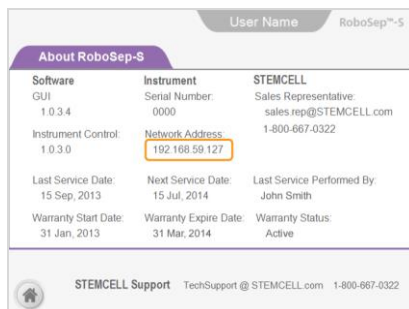 User Name RoboSep™-S
About RoboSep-S
Software Instrument STEMCELL
GUI Serial Number: Sales Representative:
1.0.3.4 0000 sales.rep@STEMCELL.com
Instrument Control: Network Address: 1-800-667-0322
1.0.3.0 192.168.59.127
Last Service Date: Next Service Date: Last Service Performed By:
15 Sep, 2013 15 Jul, 2014 John Smith
Warranty Start Date: Warranty Expire Date: Warranty Status:
31 Jan, 2013 31 Mar, 2014 Active
STEMCELL Support TechSupport @ STEMCELL.com 1-800-667-0322